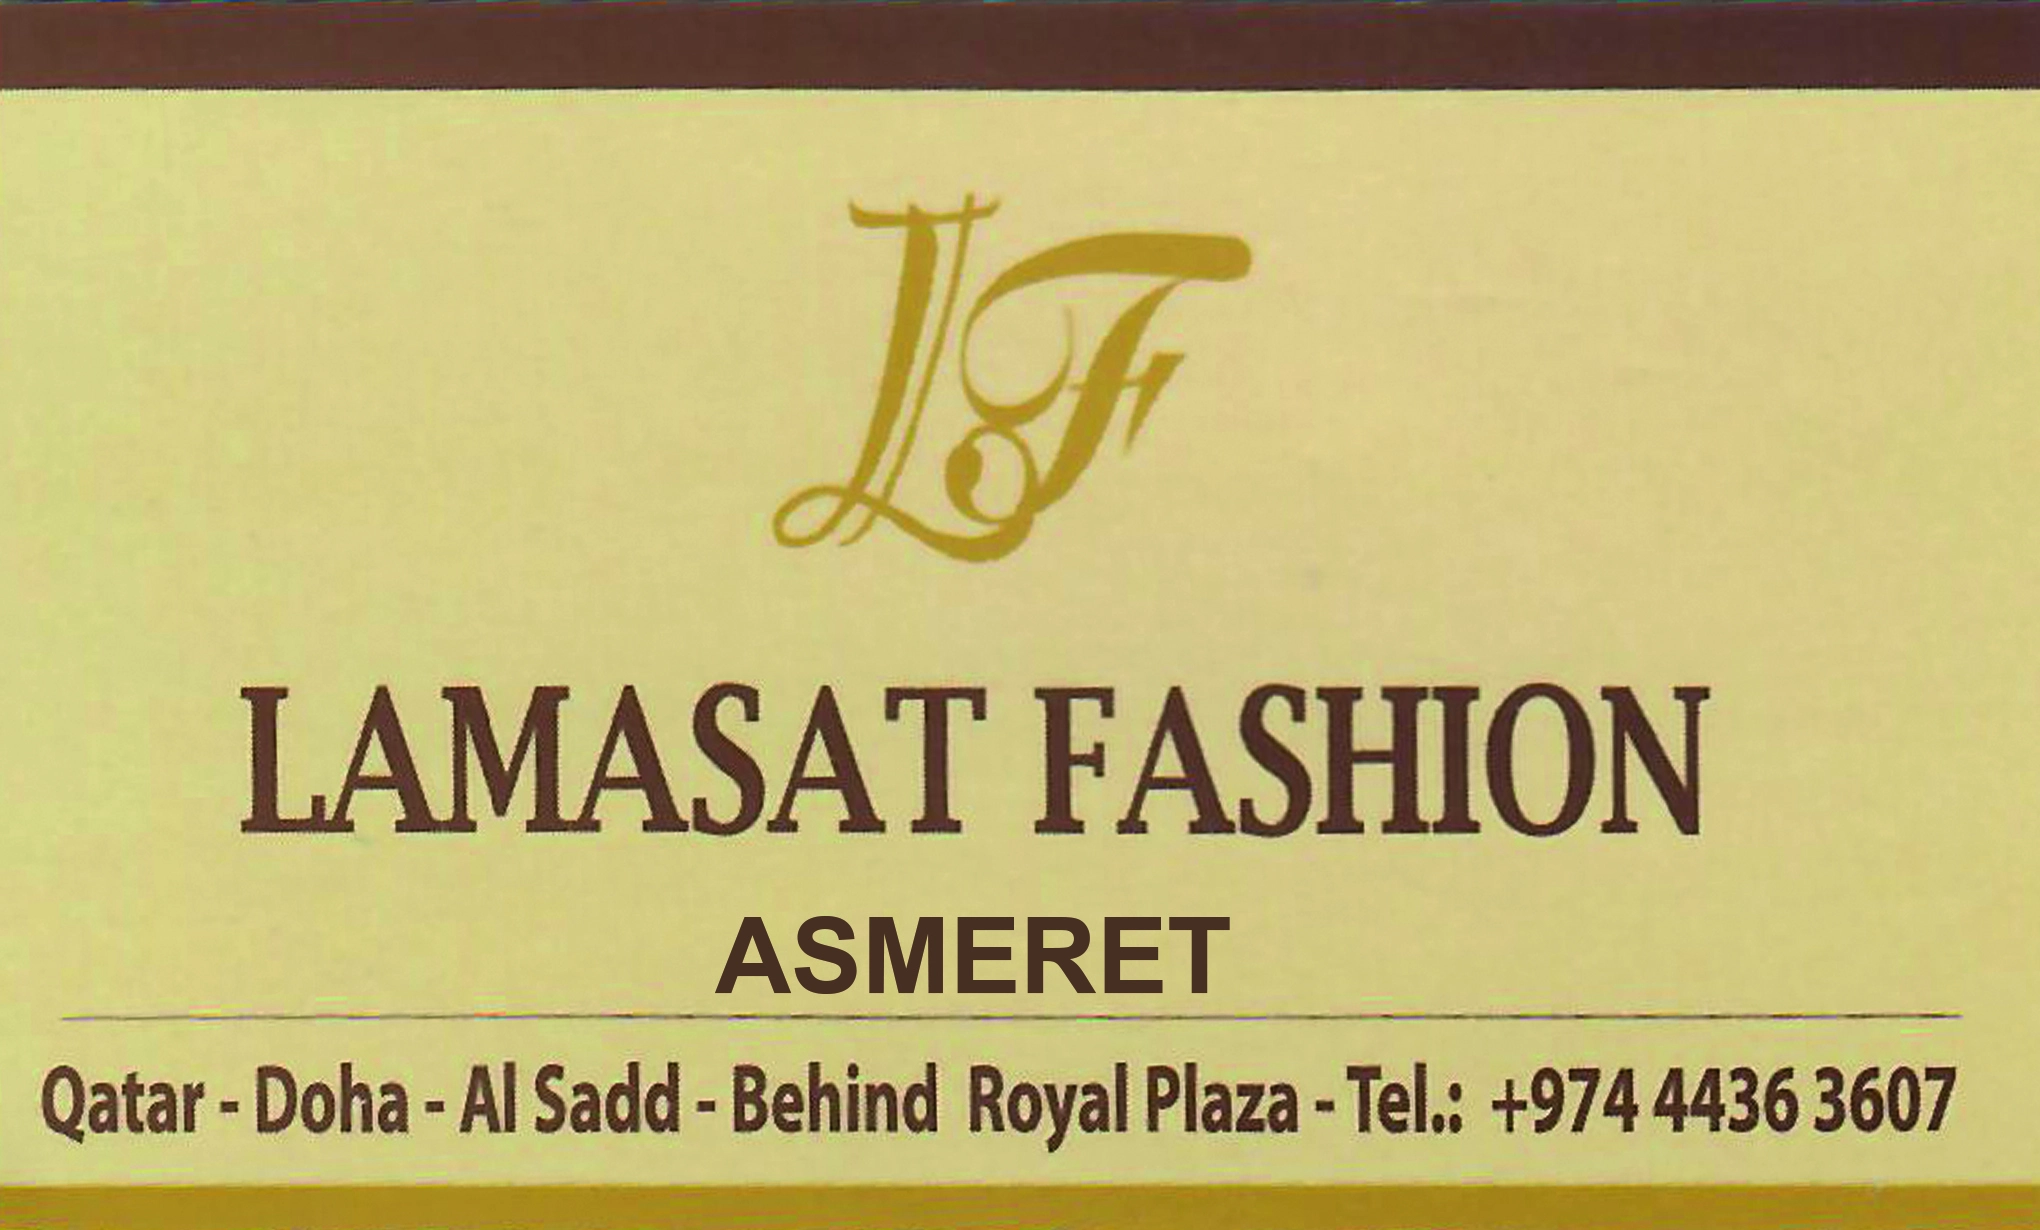 LF
LAMASAT FASHION
ASMERET
Qatar - Doha - Al Sadd - Behind Royal Plaza - Tel.: +974 4436 3607